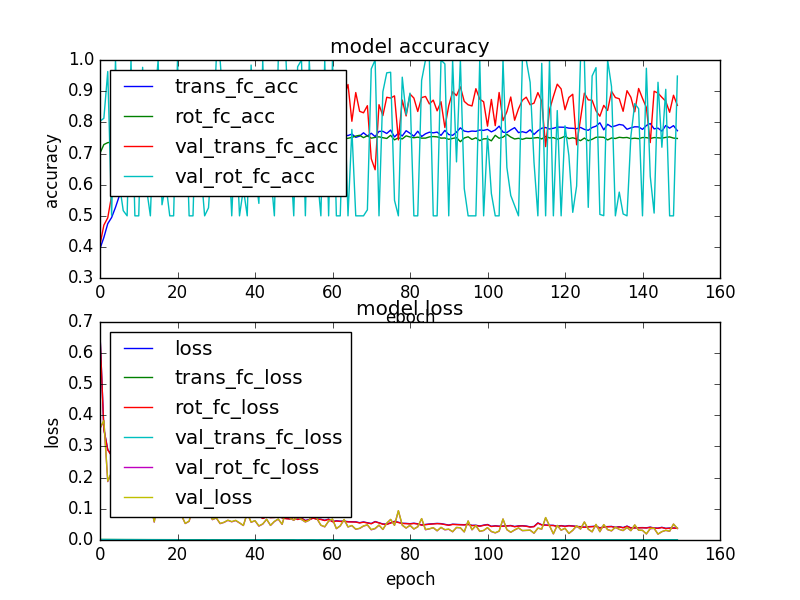 model accuracy
1.0
0.9
0.8
0.7
0.6
0.5
0.4
0.3
accuracy
trans_fc_acc
rot_fc_acc
val_trans_fc_acc
val_rot_fc_acc
0 20 40 60 80 100 120 140 160
epoch
model loss
0.7
0.6
0.5
0.4
0.3
0.2
0.1
0.0
loss
loss
trans_fc_loss
rot_fc_loss
val_trans_fc_loss
val_rot_fc_loss
val_loss
0 20 40 60 80 100 120 140 160
epoch